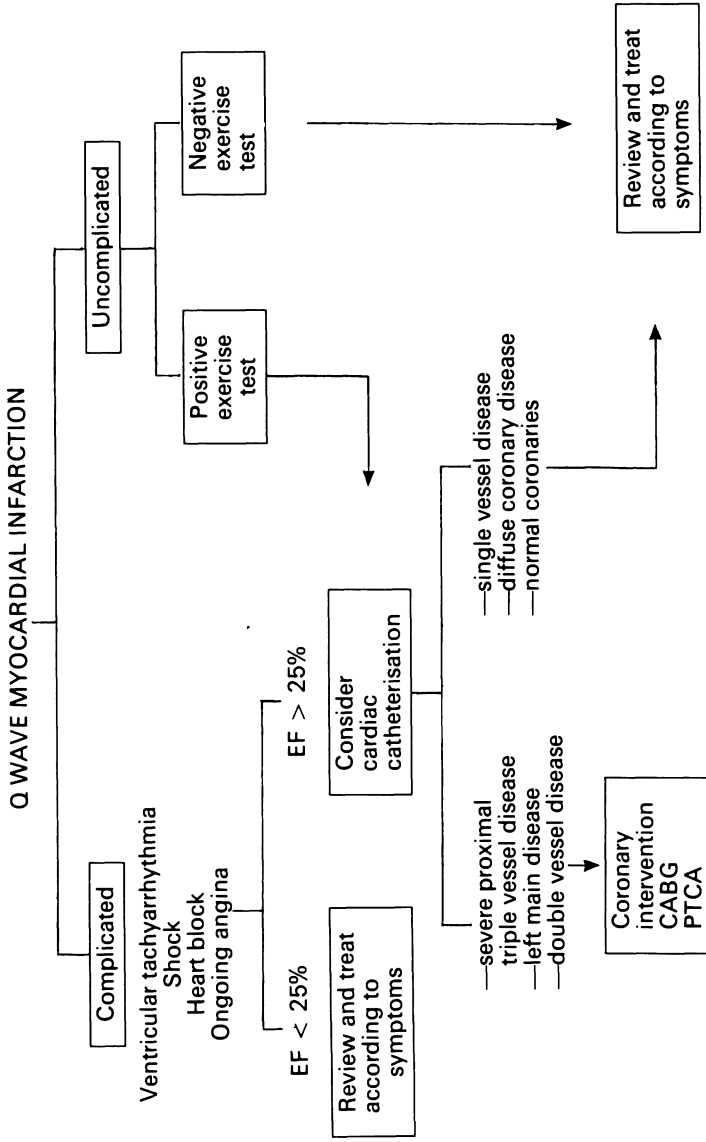 Q WAVE MYOCARDIAL INFARCTION
Complicated
Ventricular tachyarrhythmia
Shock
Heart block
Ongoing angina
EF < 25%
Review and treat
according to
symptoms
EF > 25%
Consider
cardiac
catheterisation
—severe proximal
triple vessel disease
—left main disease
—double vessel disease
Coronary
intervention
CABG
PTCA
—single vessel disease
—diffuse coronary disease
—normal coronaries
Uncomplicated
Positive
exercise
test
Negative
exercise
test
Review and treat
according to
symptoms